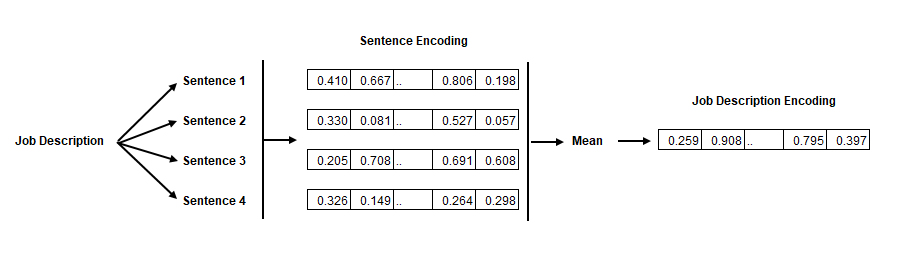 Sentence Encoding
Sentence 1
0.410 0.667 .. 0.806 0.198
Job Description Encoding
Sentence 2
0.330 0.081 .. 0.527 0.057
Job Description
Mean
0.259 0.908 .. 0.795 0.397
Sentence 3
0.205 0.708 .. 0.691 0.608
Sentence 4
0.326 0.149 .. 0.264 0.298